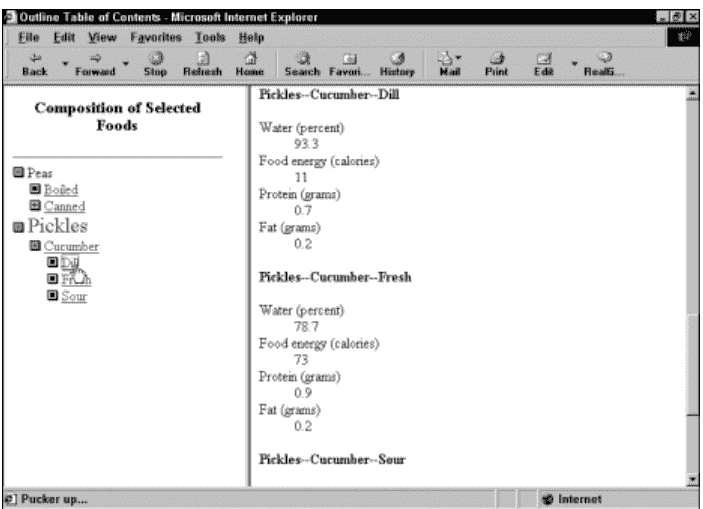 Outline Table of Contents - Microsoft Internet Explorer
File Edit View Favorites Tools Help
Back Forward Stop Refresh Home Search Favori... History Mail Print Edit RealG...
Composition of Selected
Foods
Peas
Boiled
Canned
Pickles
Cucumber
Dill
Fresh
Sour
Pickles--Cucumber--Dill
Water (percent)
93.3
Food energy (calories)
11
Protein (grams)
0.7
Fat (grams)
0.2
Pickles--Cucumber--Fresh
Water (percent)
78.7
Food energy (calories)
73
Protein (grams)
0.9
Fat (grams)
0.2
Pickles--Cucumber--Sour
Pucker up...
Internet